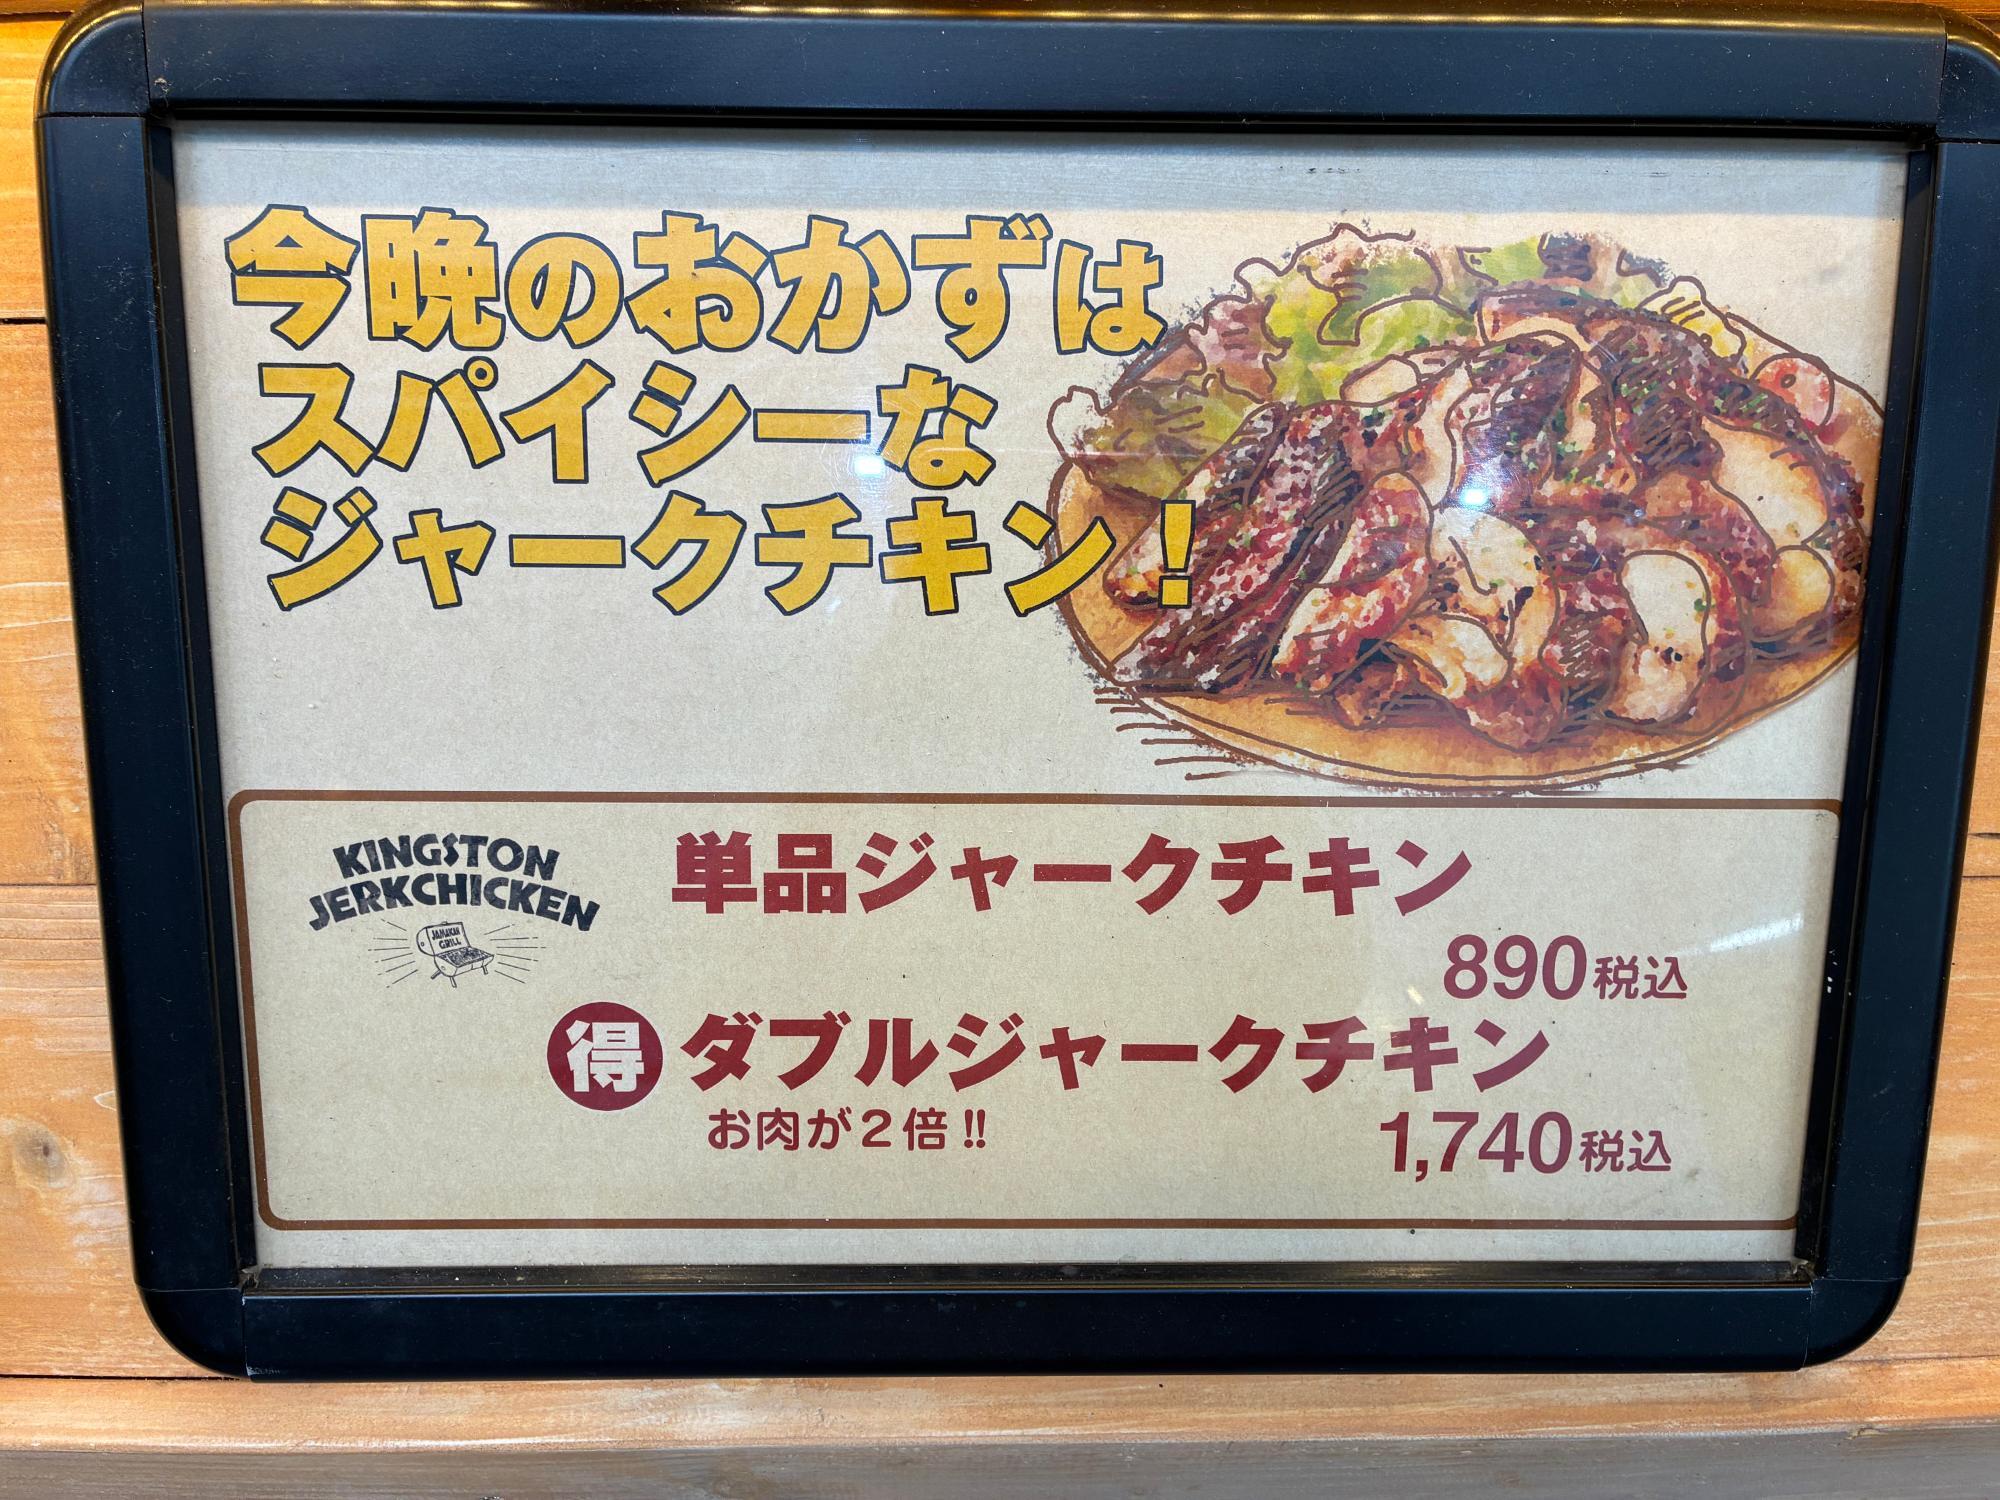 今晩のおかずは
スパイシーな
ジャークチキン！
KINGSTON
JERKCHICKEN
JAMAICAN
GRILL
単品ジャークチキン
890税込
得 ダブルジャークチキン
お肉が２倍!!
1,740税込